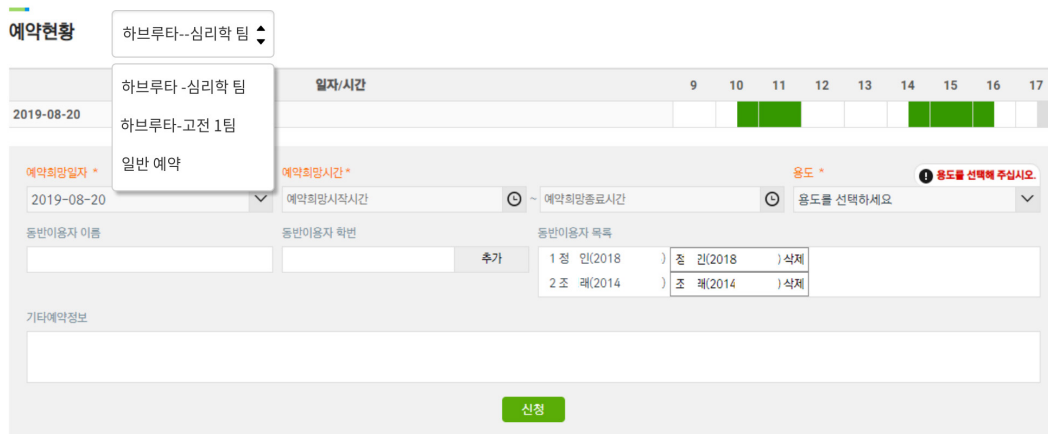 예약현황
하브루타--심리학 팀
하브루타 -심리학 팀
하브루타-고전 1팀
일반 예약
일자/시간 9 10 11 12 13 14 15 16 17
2019-08-20
예약희망일자 * 예약희망시간 * 용도 * 용도를 선택해 주십시오.
2019-08-20 예약희망시작시간 ~ 예약희망종료시간 용도를 선택하세요
동반이용자 이름 동반이용자 학번 동반이용자 목록
추가
1 정 인(2018 ) 정 인(2018 ) 삭제
2 조 래(2014 ) 조 래(2014 ) 삭제
기타예약정보
신청